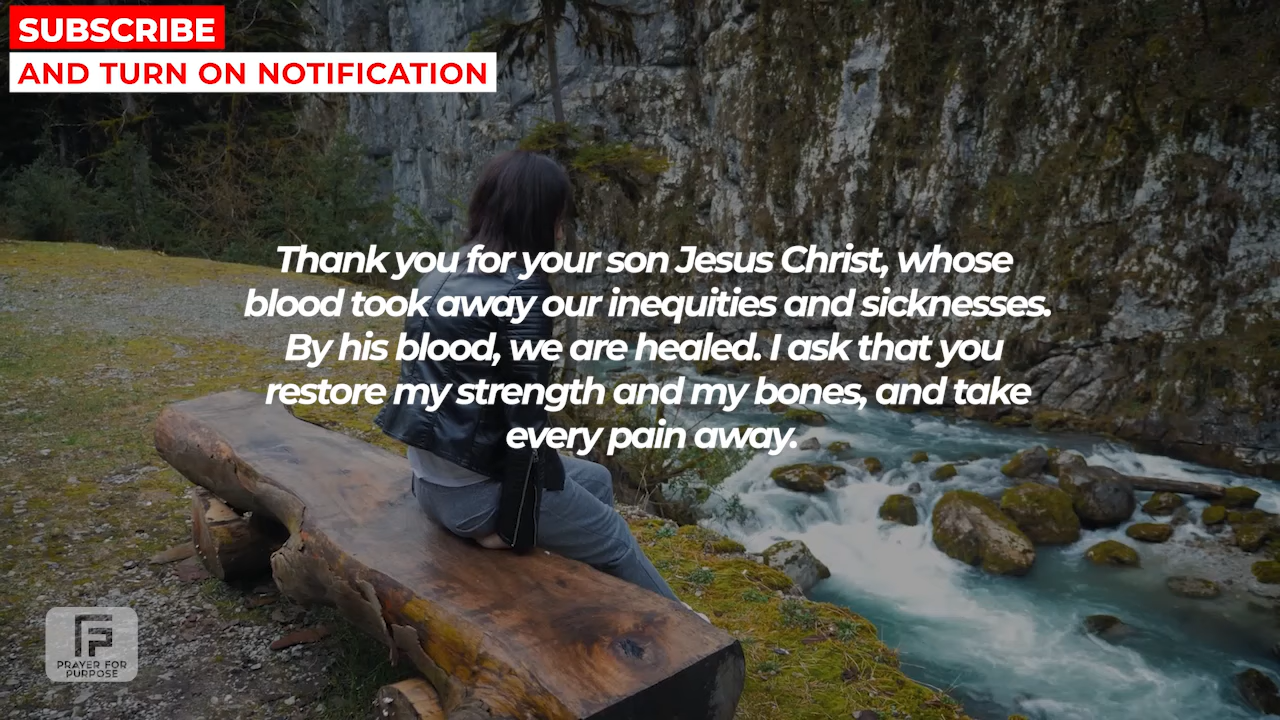 SUBSCRIBE
AND TURN ON NOTIFICATION
Thank you for your son Jesus Christ, whose
blood took away our inequities and sicknesses.
By his blood, we are healed. I ask that you
restore my strength and my bones, and take
every pain away.
PRAYER FOR
PURPOSE